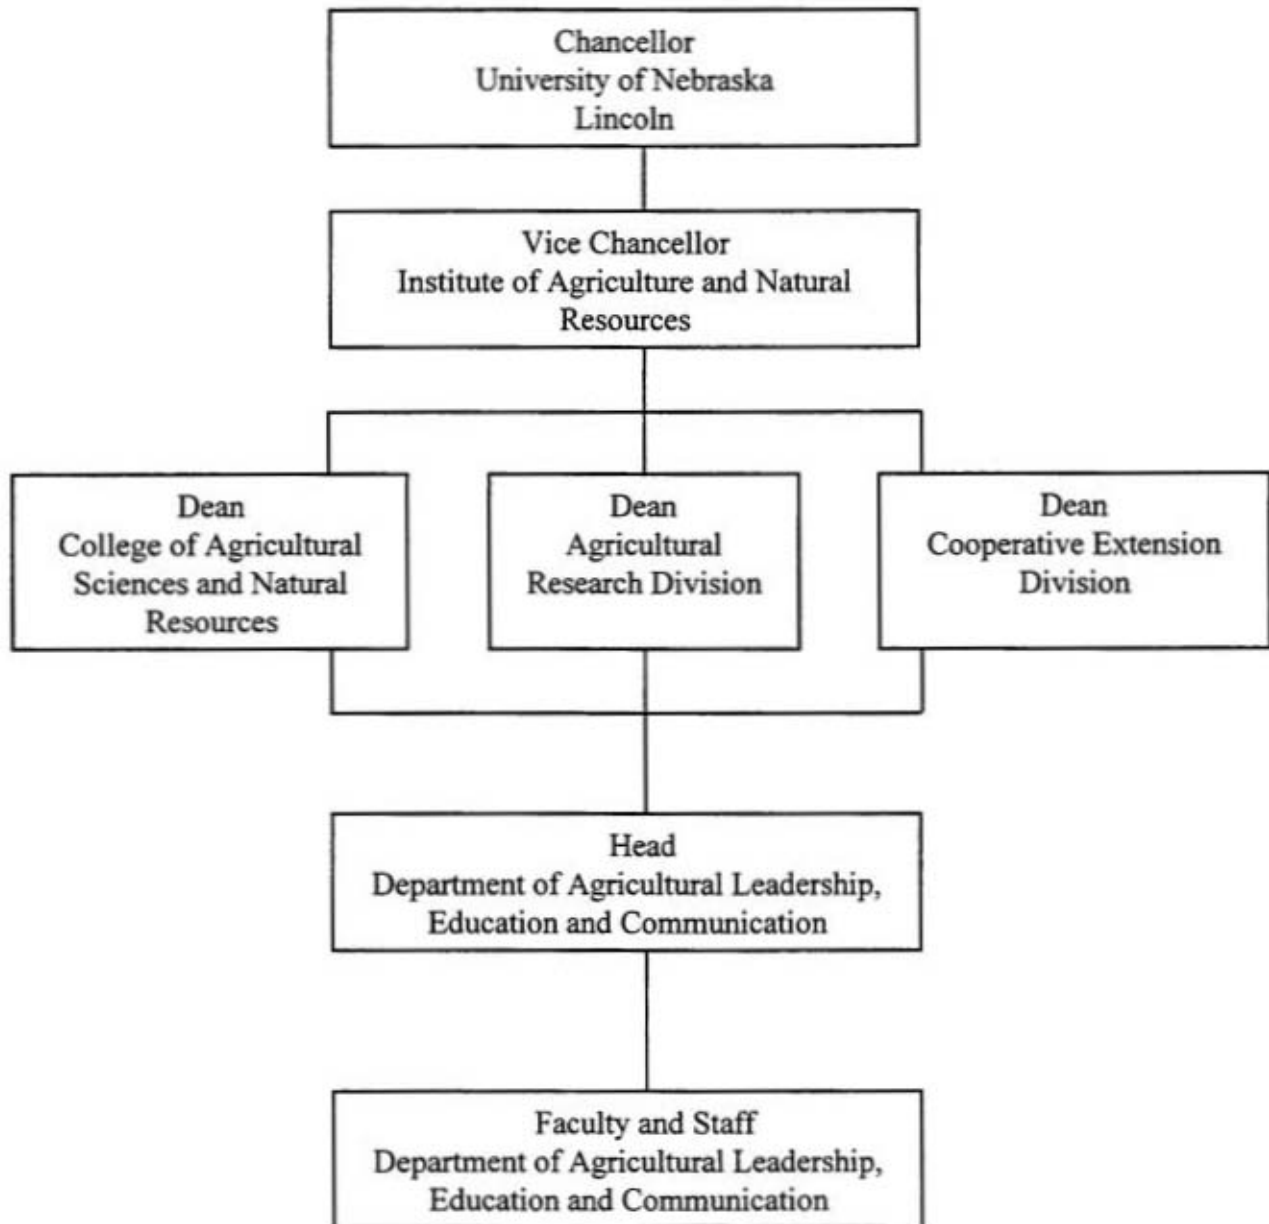 Chancellor
University of Nebraska
Lincoln
Vice Chancellor
Institute of Agriculture and Natural
Resources
Dean
College of Agricultural
Sciences and Natural
Resources
Dean
Agricultural
Research Division
Dean
Cooperative Extension
Division
Head
Department of Agricultural Leadership,
Education and Communication
Faculty and Staff
Department of Agricultural Leadership,
Education and Communication